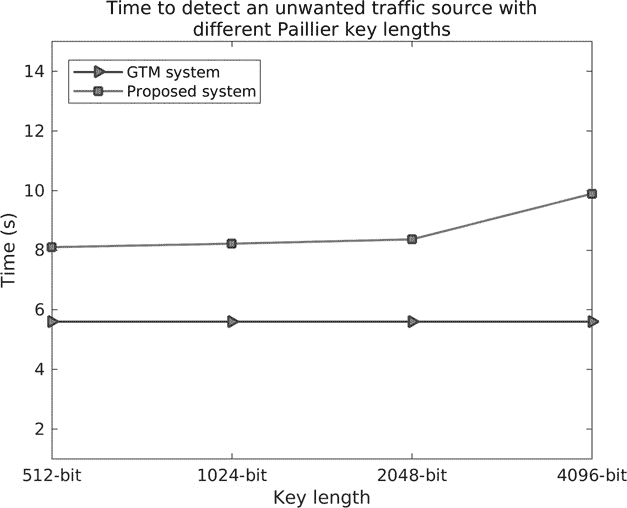 Time to detect an unwanted traffic source with
different Paillier key lengths
GTM system
Proposed system
14
12
10
8
6
4
2
Time (s)
512-bit 1024-bit 2048-bit 4096-bit
Key length